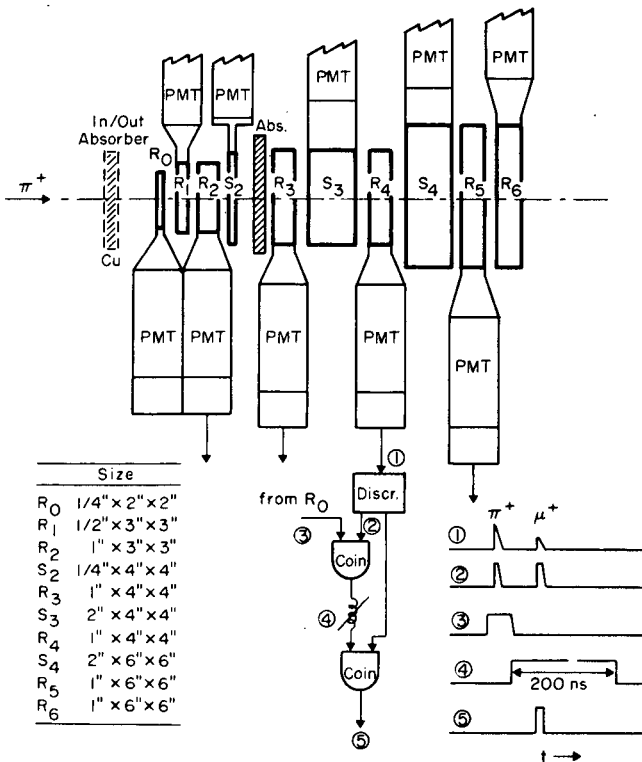 PMT
PMT
PMT
PMT
PMT
In/Out
Absorber
Abs.
R0
R1
R2
S2
R3
S3
R4
S4
R5
R6
π+
Cu
PMT
PMT
PMT
PMT
PMT
Size
R0 1/4" × 2" × 2"
R1 1/2" × 3" × 3"
R2 1" × 3" × 3"
S2 1/4" × 4" × 4"
R3 1" × 4" × 4"
S3 2" × 4" × 4"
R4 1" × 4" × 4"
S4 2" × 6" × 6"
R5 1" × 6" × 6"
R6 1" × 6" × 6"
①
from R0
Discr.
③
②
Coin
④
Coin
⑤
π+ μ+
①
②
③
④
200 ns
⑤
t →